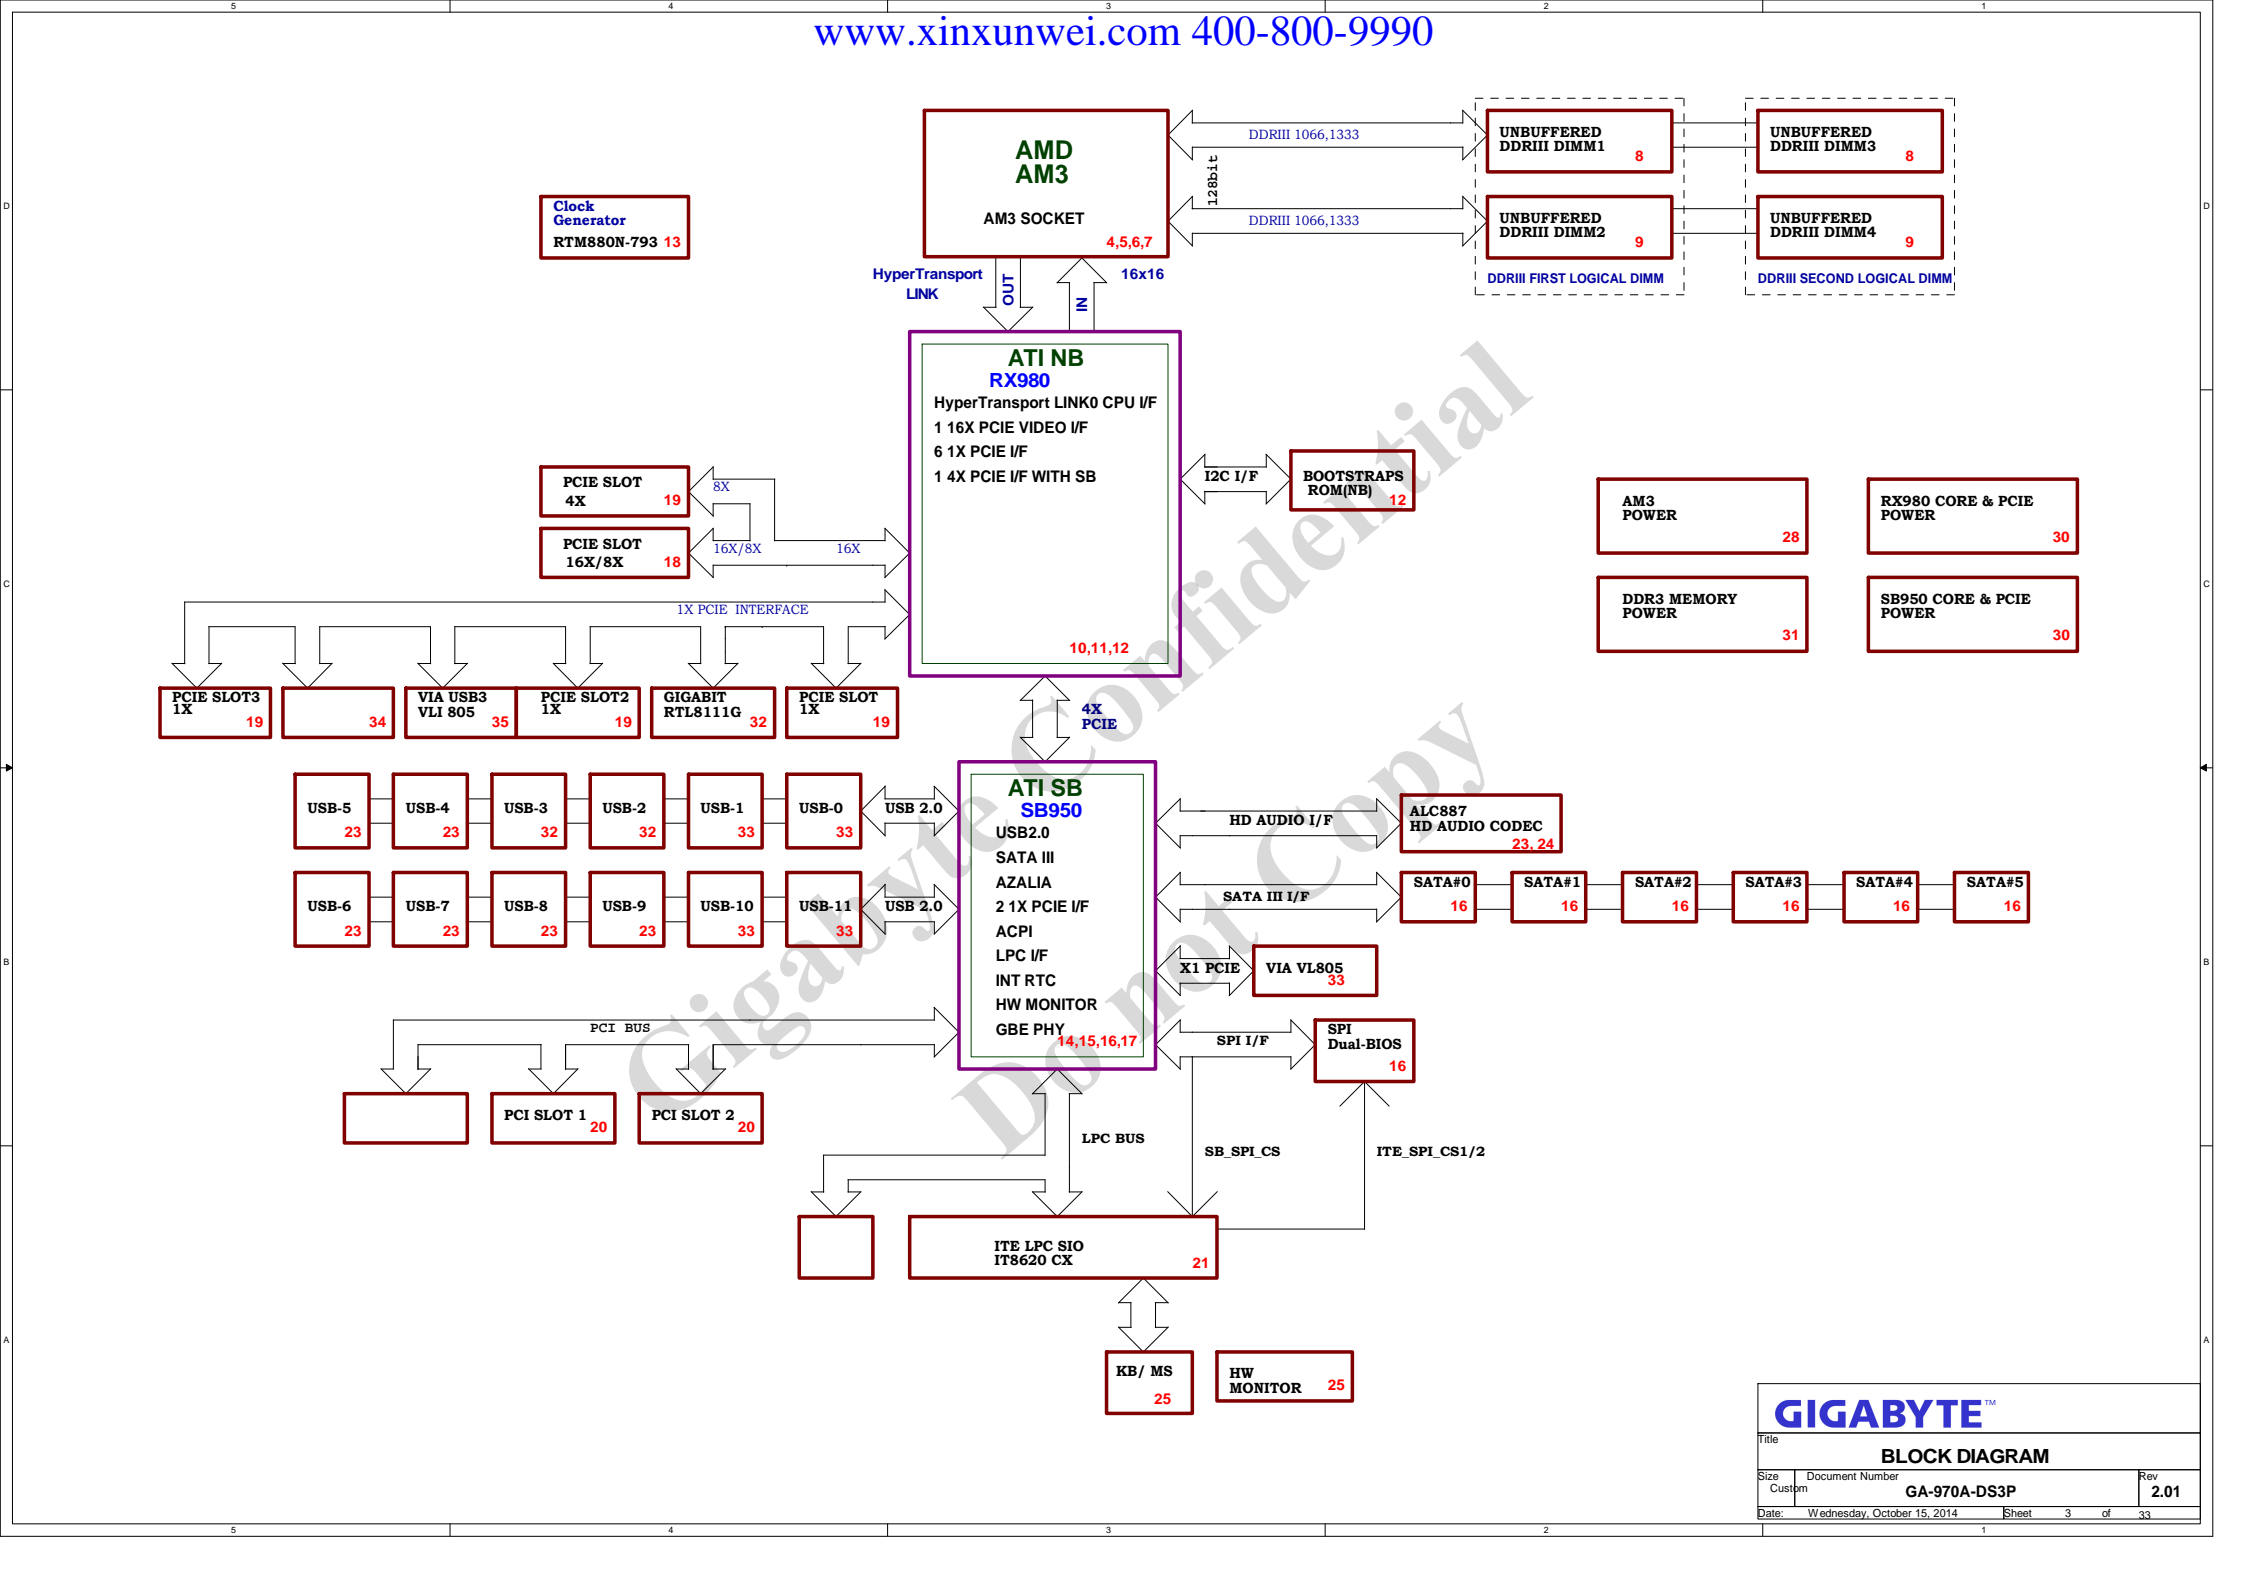 5 4 3 2 1
www.xinxunwei.com 400-800-9990
D
D
C
C
B
B
A
A
AMD
AM3
AM3 SOCKET
4,5,6,7
Clock
Generator
RTM880N-793 13
DDRIII 1066,1333
128bit
DDRIII 1066,1333
UNBUFFERED
DDRIII DIMM1
8
UNBUFFERED
DDRIII DIMM3
8
UNBUFFERED
DDRIII DIMM2
9
UNBUFFERED
DDRIII DIMM4
9
DDRIII FIRST LOGICAL DIMM
DDRIII SECOND LOGICAL DIMM
HyperTransport
LINK
OUT
IN
16x16
ATI NB
RX980
HyperTransport LINK0 CPU I/F
1 16X PCIE VIDEO I/F
6 1X PCIE I/F
1 4X PCIE I/F WITH SB
10,11,12
I2C I/F
BOOTSTRAPS
ROM(NB)
12
PCIE SLOT
4X
19
8X
PCIE SLOT
16X/8X
18
16X/8X
16X
1X PCIE INTERFACE
AM3
POWER
28
RX980 CORE & PCIE
POWER
30
DDR3 MEMORY
POWER
31
SB950 CORE & PCIE
POWER
30
PCIE SLOT3
1X
19
34
VIA USB3
VLI 805
35
PCIE SLOT2
1X
19
GIGABIT
RTL8111G
32
PCIE SLOT
1X
19
4X
PCIE
ATI SB
SB950
USB2.0
SATA III
AZALIA
2 1X PCIE I/F
ACPI
LPC I/F
INT RTC
HW MONITOR
GBE PHY
14,15,16,17
USB-5
23
USB-4
23
USB-3
32
USB-2
32
USB-1
33
USB-0
33
USB 2.0
USB-6
23
USB-7
23
USB-8
23
USB-9
23
USB-10
33
USB-11
33
USB 2.0
HD AUDIO I/F
ALC887
HD AUDIO CODEC
23, 24
SATA III I/F
SATA#0
16
SATA#1
16
SATA#2
16
SATA#3
16
SATA#4
16
SATA#5
16
X1 PCIE
VIA VL805
33
SPI I/F
SPI
Dual-BIOS
16
PCI BUS
PCI SLOT 1
20
PCI SLOT 2
20
LPC BUS
SB_SPI_CS
ITE_SPI_CS1/2
ITE LPC SIO
IT8620 CX
21
KB/ MS
25
HW
MONITOR
25
Gigabyte Confidential
Do not Copy
GIGABYTE™
Title
BLOCK DIAGRAM
Size
Custom
Document Number
GA-970A-DS3P
Rev
2.01
Date: Wednesday, October 15, 2014 Sheet 3 of 33
5 4 3 2 1